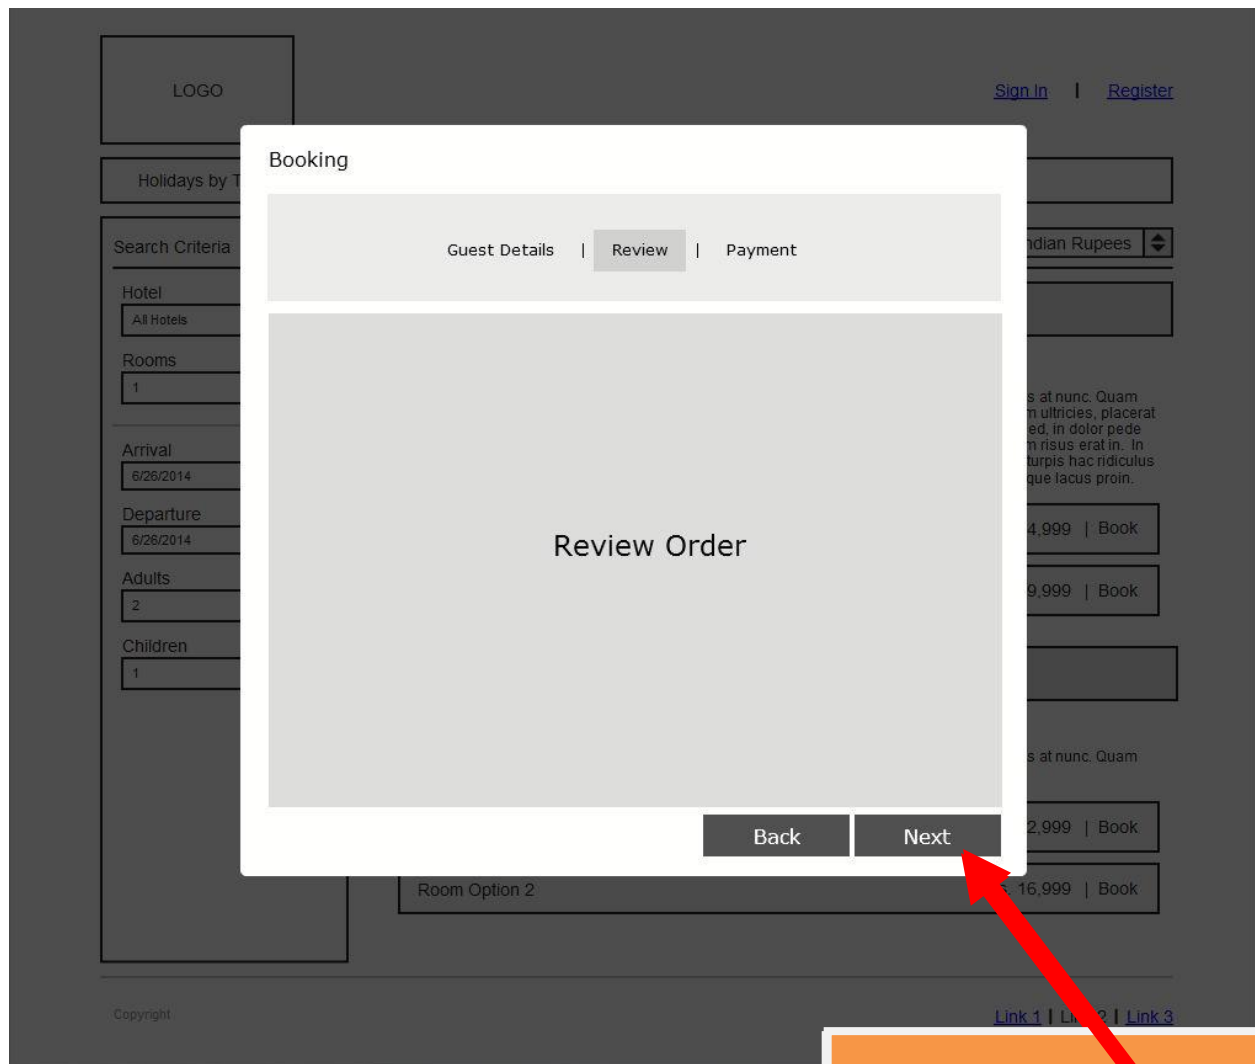 LOGO
Sign In | Register
Booking
Holidays by
Guest Details | Review | Payment
Search Criteria
Rupees
Hotel
All Hotels
Rooms
1
at nunc. Quam
ultricies, placerat
in dolor pede
Arrival
risus erat in. In
turpis hac ridiculus
6/26/2014
lacus proin.
Departure
4,999 | Book
6/26/2014
Review Order
Adults
9,999 | Book
2
Children
1
at nunc. Quam
Back
Next
2,999 | Book
Room Option 2
16,999 | Book
Copyright
Link 1 | 2 | Link 3